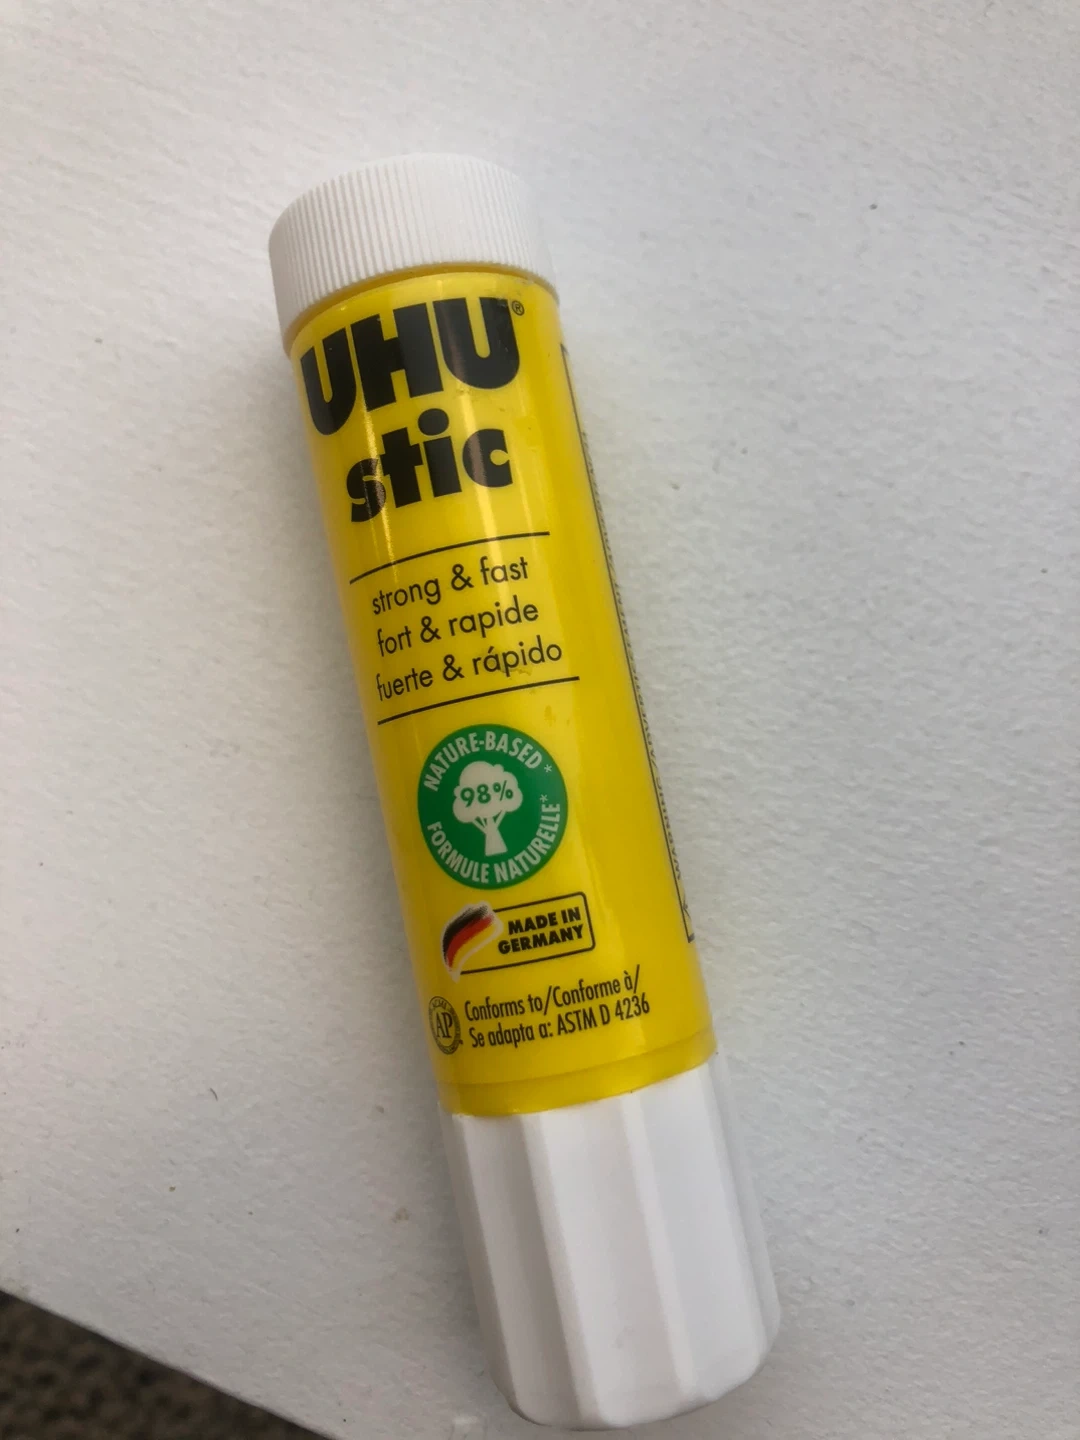 UHU®
stic
strong & fast
fort & rapide
fuerte & rápido
NATURE-BASED*
98%
FORMULE NATURELLE*
MADE IN
GERMANY
AP
Conforms to/Conforme à/
Se adapta a: ASTM D 4236